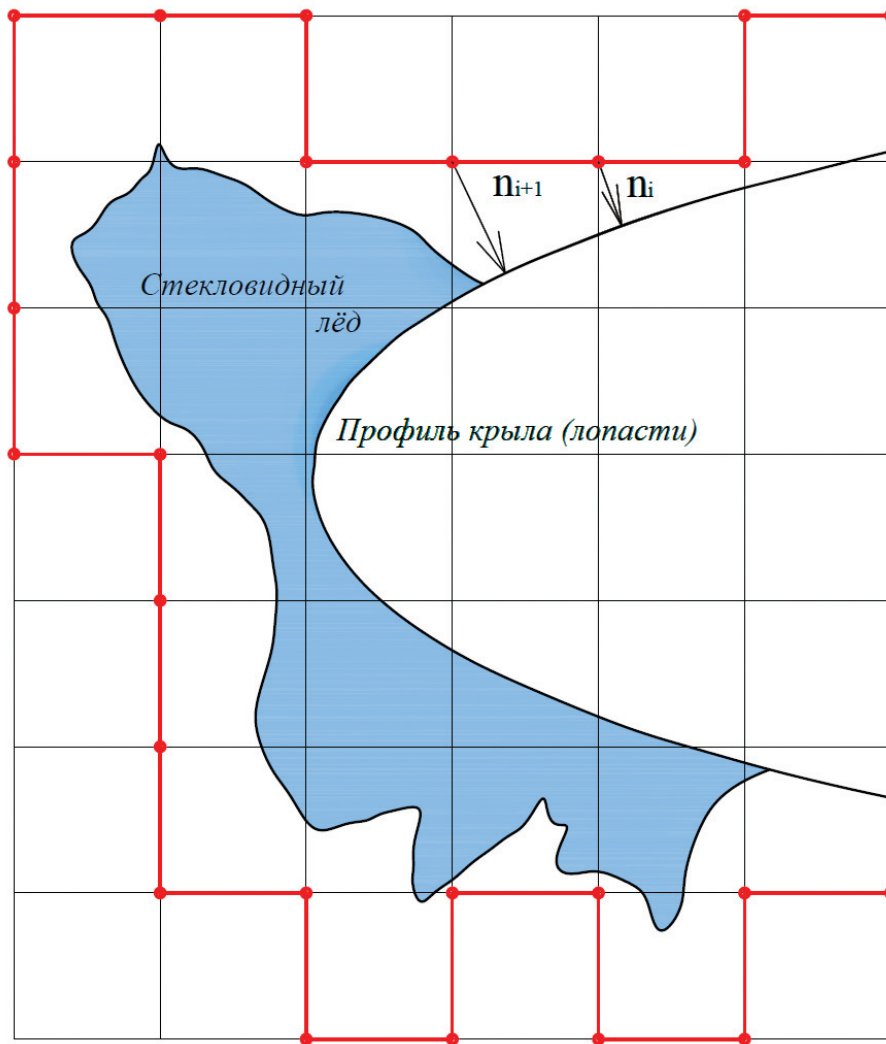 nᵢ₊₁
nᵢ
Стекловидный
лёд
Профиль крыла (лопасти)